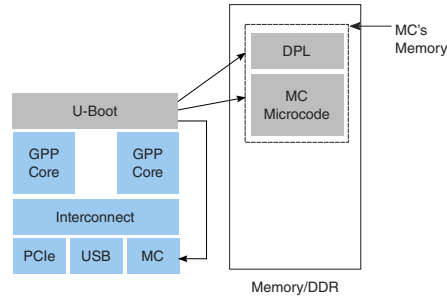 MC's
Memory
DPL
MC
Microcode
U-Boot
GPP
Core
GPP
Core
Interconnect
PCIe
USB
MC
Memory/DDR